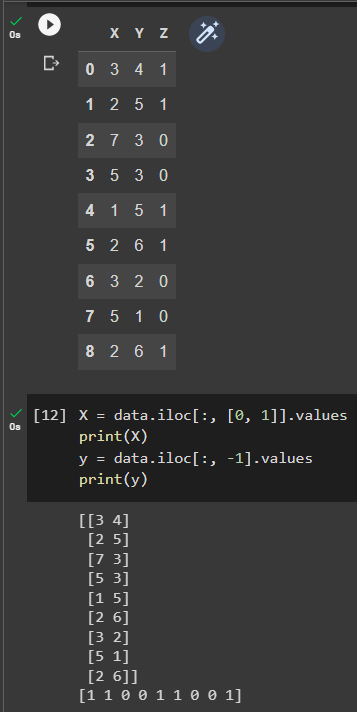 X Y Z
0s
0 3 4 1
1 2 5 1
2 7 3 0
3 5 3 0
4 1 5 1
5 2 6 1
6 3 2 0
7 5 1 0
8 2 6 1
0s
[12] X = data.iloc[:, [0, 1]].values
print(X)
y = data.iloc[:, -1].values
print(y)
[[3 4]
[2 5]
[7 3]
[5 3]
[1 5]
[2 6]
[3 2]
[5 1]
[2 6]]
[1 1 0 0 1 1 0 0 1]